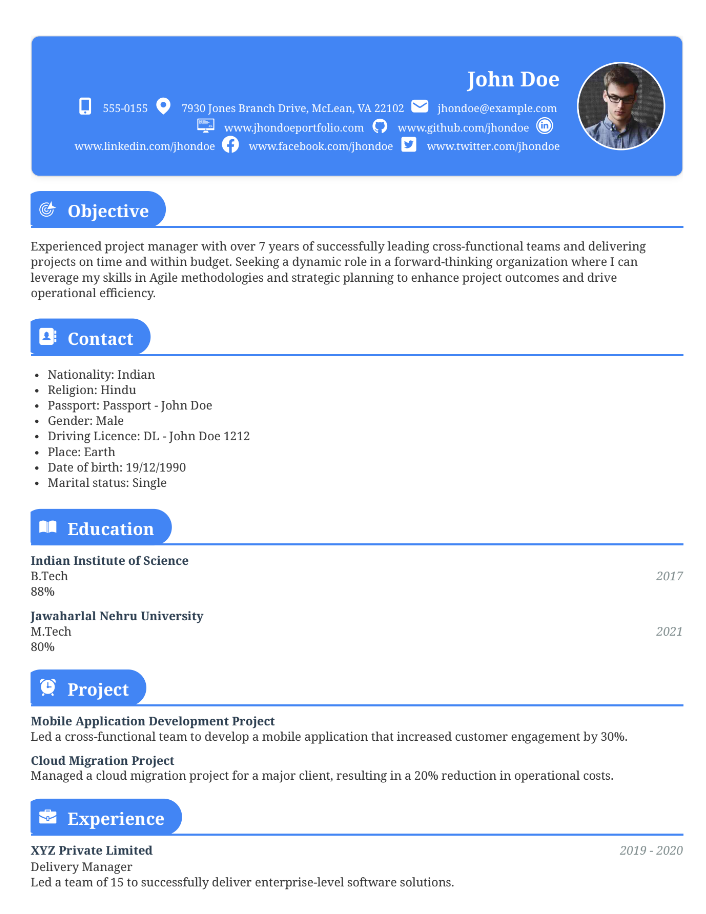 John Doe
555-0155 7930 Jones Branch Drive, McLean, VA 22102 jhondoe@example.com
www.jhondoeportfolio.com www.github.com/jhondoe
www.linkedin.com/jhondoe www.facebook.com/jhondoe www.twitter.com/jhondoe
Objective
Experienced project manager with over 7 years of successfully leading cross-functional teams and delivering
projects on time and within budget. Seeking a dynamic role in a forward-thinking organization where I can
leverage my skills in Agile methodologies and strategic planning to enhance project outcomes and drive
operational efficiency.
Contact
• Nationality: Indian
• Religion: Hindu
• Passport: Passport - John Doe
• Gender: Male
• Driving Licence: DL - John Doe 1212
• Place: Earth
• Date of birth: 19/12/1990
• Marital status: Single
Education
Indian Institute of Science
B.Tech 2017
88%
Jawaharlal Nehru University
M.Tech 2021
80%
Project
Mobile Application Development Project
Led a cross-functional team to develop a mobile application that increased customer engagement by 30%.
Cloud Migration Project
Managed a cloud migration project for a major client, resulting in a 20% reduction in operational costs.
Experience
XYZ Private Limited 2019 - 2020
Delivery Manager
Led a team of 15 to successfully deliver enterprise-level software solutions.